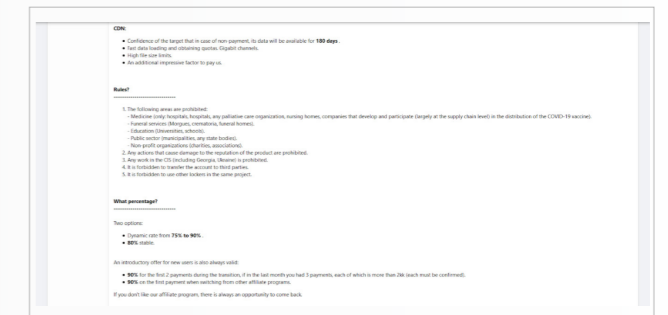 CDN:
• Confidence of the target that in case of non-payment, its data will be available for 180 days.
• Fast data loading and obtaining quotas. Gigabit channels.
• High file size limits.
• An additional impressive factor to pay us.
Rules?
------------------------------
1. The following areas are prohibited:
- Medicine (only: hospitals, hospitals, any palliative care organization, nursing homes, companies that develop and participate (largely at the supply chain level) in the distribution of the COVID-19 vaccine).
- Funeral services (Morgues, crematoria, funeral homes).
- Education (Universities, schools).
- Public sector (municipalities, any state bodies).
- Non-profit organizations (charities, associations).
2. Any actions that cause damage to the reputation of the product are prohibited.
3. Any work in the CIS (including Georgia, Ukraine) is prohibited.
4. It is forbidden to transfer the account to third parties.
5. It is forbidden to use other lockers in the same project.
What percentage?
------------------------------
Two options:
• Dynamic rate from 75% to 90%.
• 80% stable.
An introductory offer for new users is also always valid:
• 90% for the first 2 payments during the transition, if in the last month you had 3 payments, each of which is more than 2kk (each must be confirmed).
• 90% on the first payment when switching from other affiliate programs.
If you don't like our affiliate program, there is always an opportunity to come back.